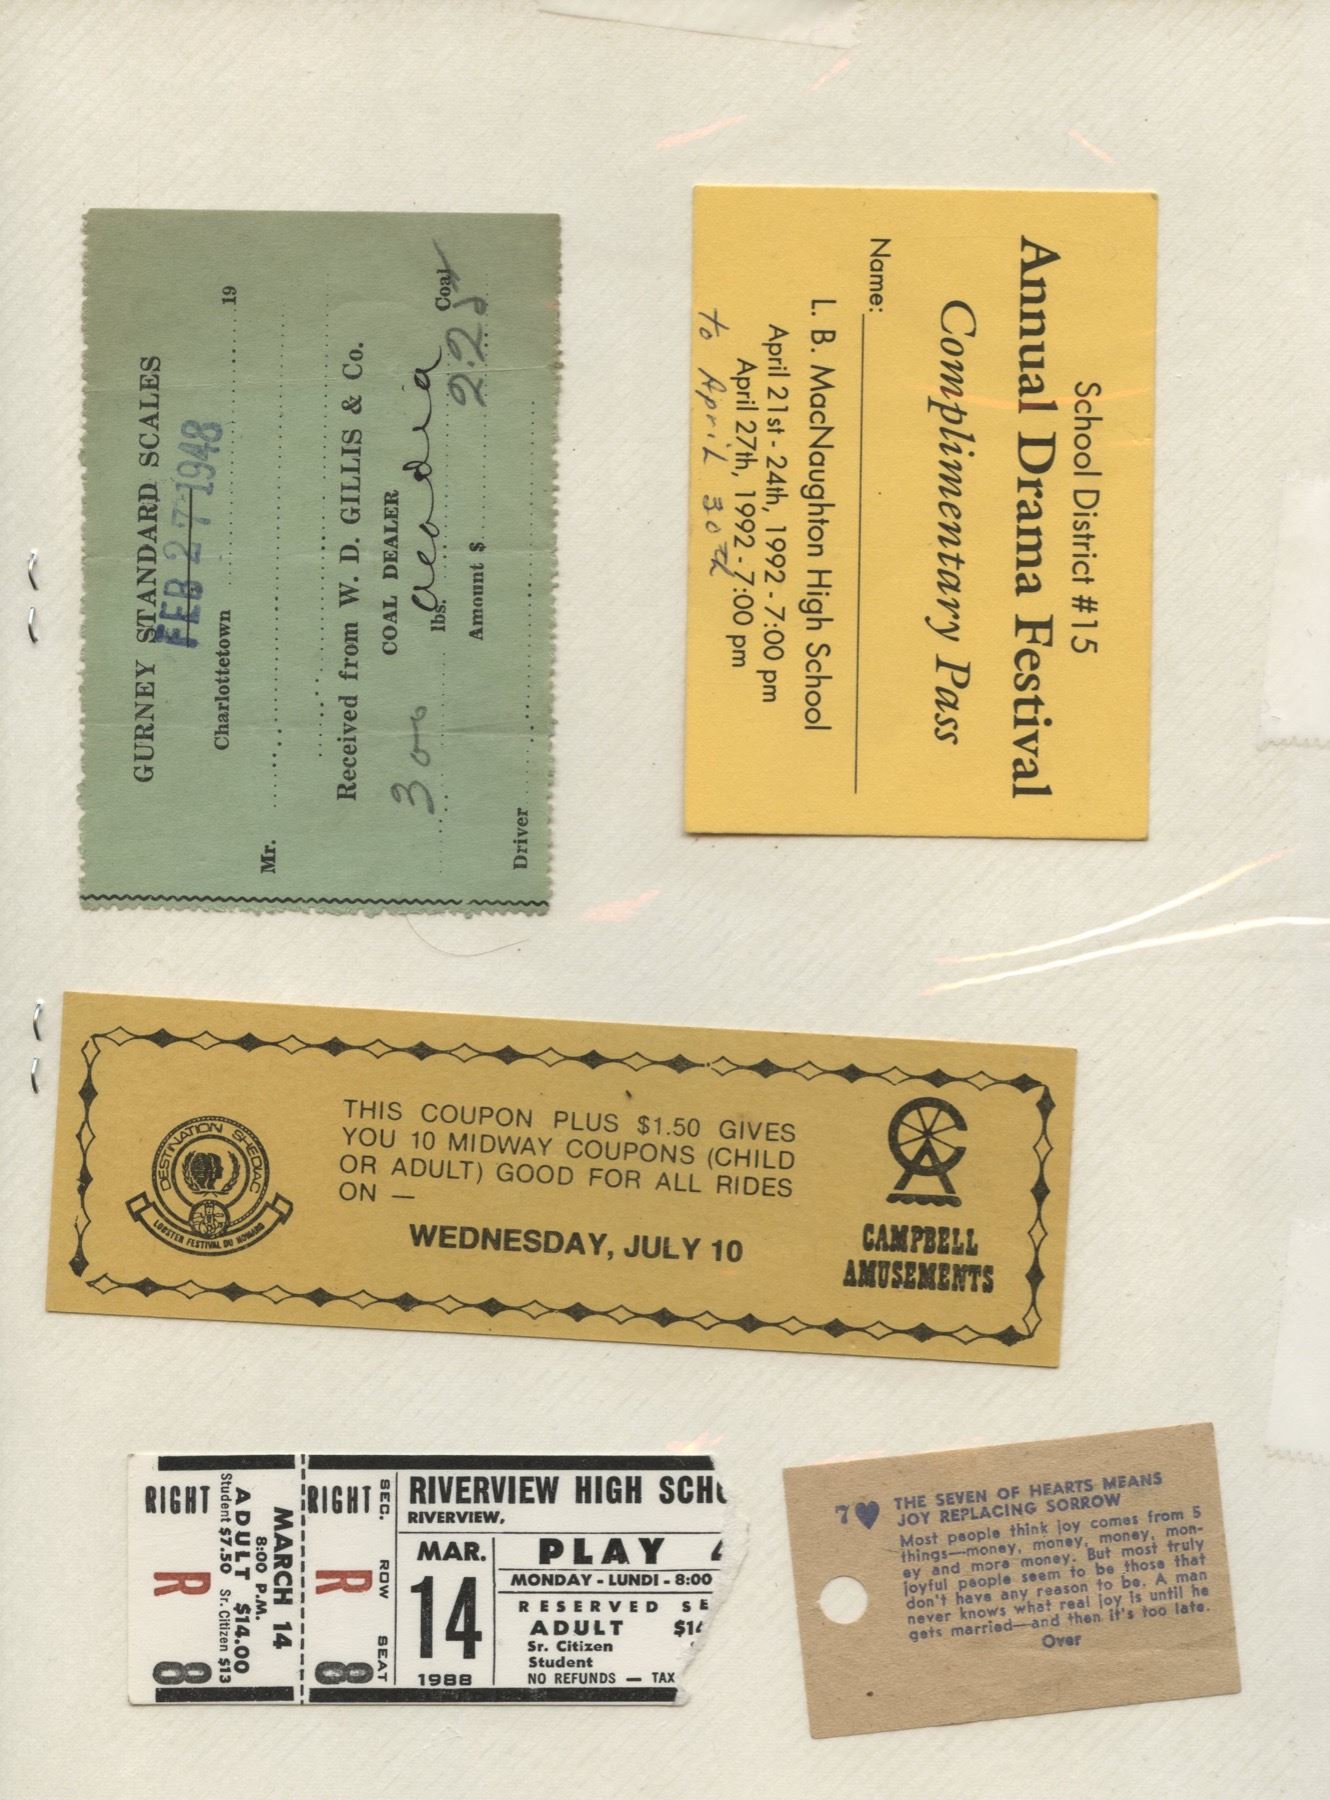 GURNEY STANDARD SCALES
FEB 27 1948
Charlottetown 19
Mr.
Received from W. D. GILLIS & Co.
COAL DEALER
300 lbs. Acadia Coal
Amount $ 2.25
Driver
School District #15
Annual Drama Festival
Complimentary Pass
Name:
L. B. MacNaughton High School
April 21st - 24th, 1992 - 7:00 pm
April 27th, 1992 - 7:00 pm
to April 30th
DESTINATION SHEDIAC
LOBSTER FESTIVAL DU HOMARD
THIS COUPON PLUS $1.50 GIVES
YOU 10 MIDWAY COUPONS (CHILD
OR ADULT) GOOD FOR ALL RIDES
ON —
WEDNESDAY, JULY 10
CAMPBELL
AMUSEMENTS
RIGHT
R
8
MARCH 14
8:00 P.M.
ADULT $14.00
Student $7.50 Sr. Citizen $13
SEC. ROW SEAT
RIGHT
R
8
RIVERVIEW HIGH SCH
RIVERVIEW,
MAR.
14
1988
PLAY
MONDAY - LUNDI - 8:00
RESERVED SE
ADULT $14
Sr. Citizen
Student
NO REFUNDS — TAX
7♥ THE SEVEN OF HEARTS MEANS
JOY REPLACING SORROW
Most people think joy comes from 5
things—money, money, money, mon-
ey and more money. But most truly
joyful people seem to be those that
don't have any reason to be. A man
never knows what real joy is until he
gets married—and then it's too late.
Over